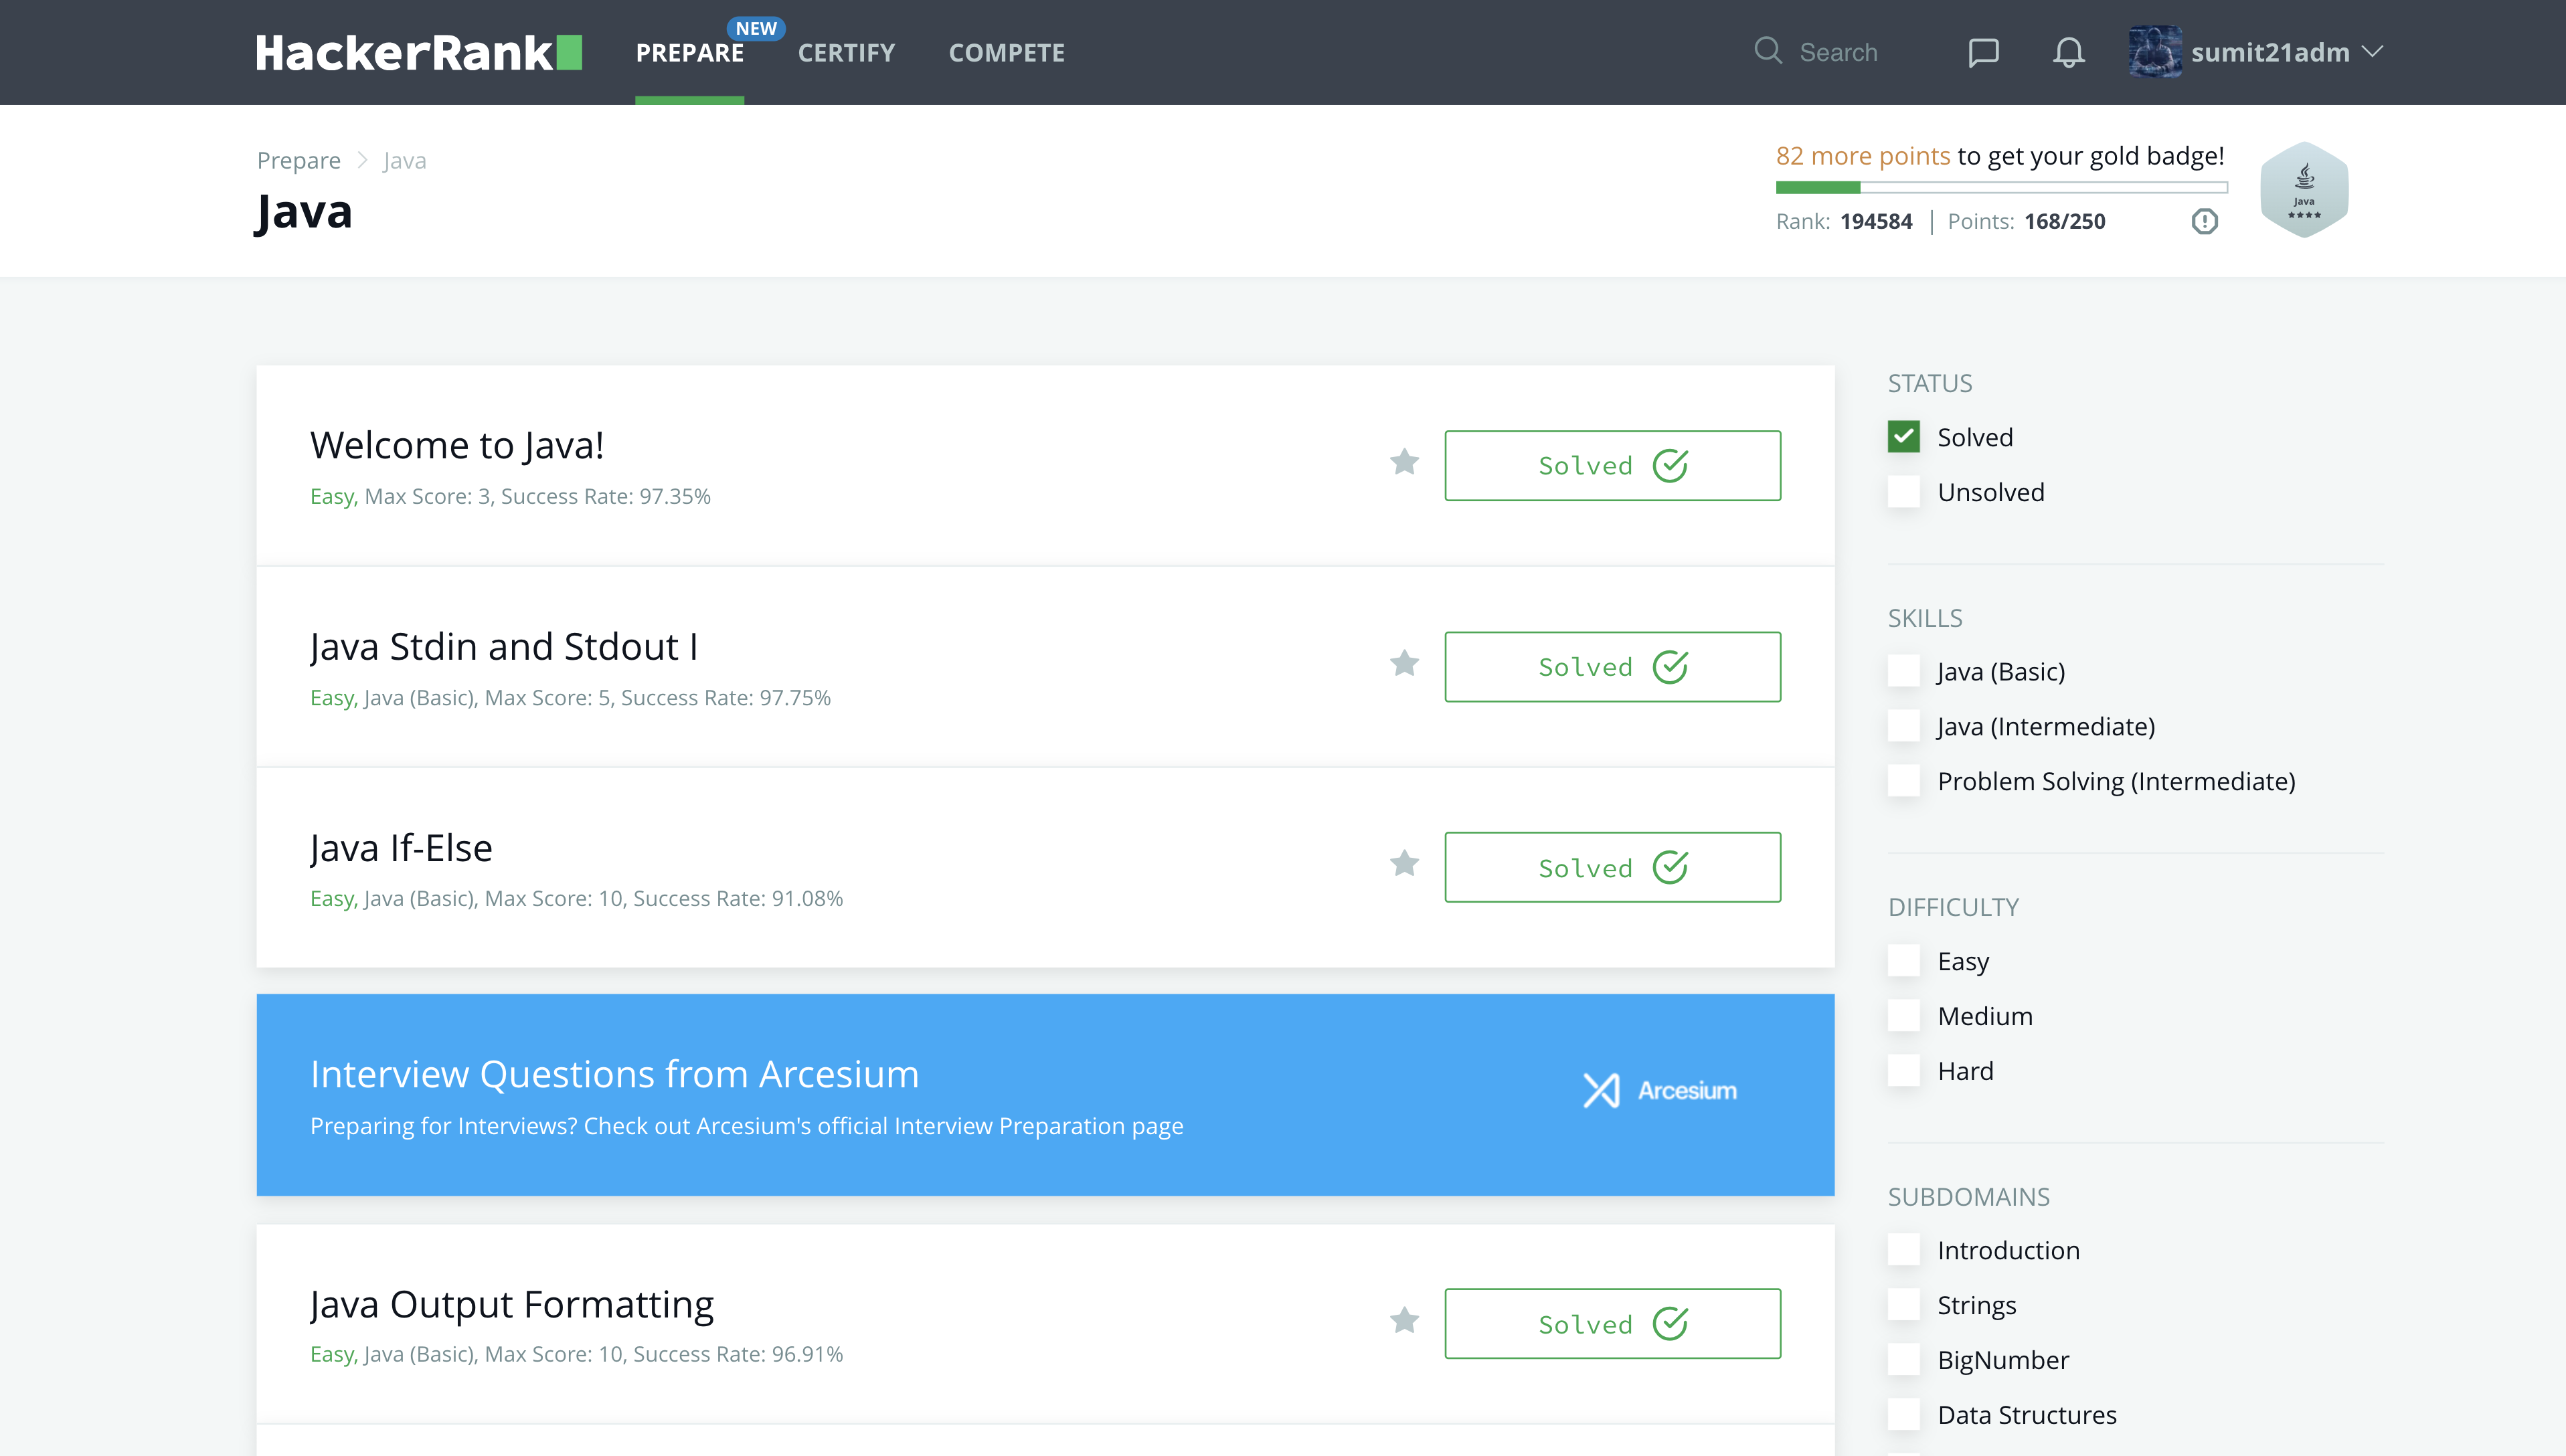 HackerRank
PREPARE
NEW
CERTIFY
COMPETE
Search
sumit21adm
Prepare
Java
Java
82 more points to get your gold badge!
Rank: 194584 | Points: 168/250
Java
Welcome to Java!
Easy, Max Score: 3, Success Rate: 97.35%
Solved
Java Stdin and Stdout I
Easy, Java (Basic), Max Score: 5, Success Rate: 97.75%
Solved
Java If-Else
Easy, Java (Basic), Max Score: 10, Success Rate: 91.08%
Solved
Interview Questions from Arcesium
Preparing for Interviews? Check out Arcesium's official Interview Preparation page
Arcesium
Java Output Formatting
Easy, Java (Basic), Max Score: 10, Success Rate: 96.91%
Solved
STATUS
Solved
Unsolved
SKILLS
Java (Basic)
Java (Intermediate)
Problem Solving (Intermediate)
DIFFICULTY
Easy
Medium
Hard
SUBDOMAINS
Introduction
Strings
BigNumber
Data Structures